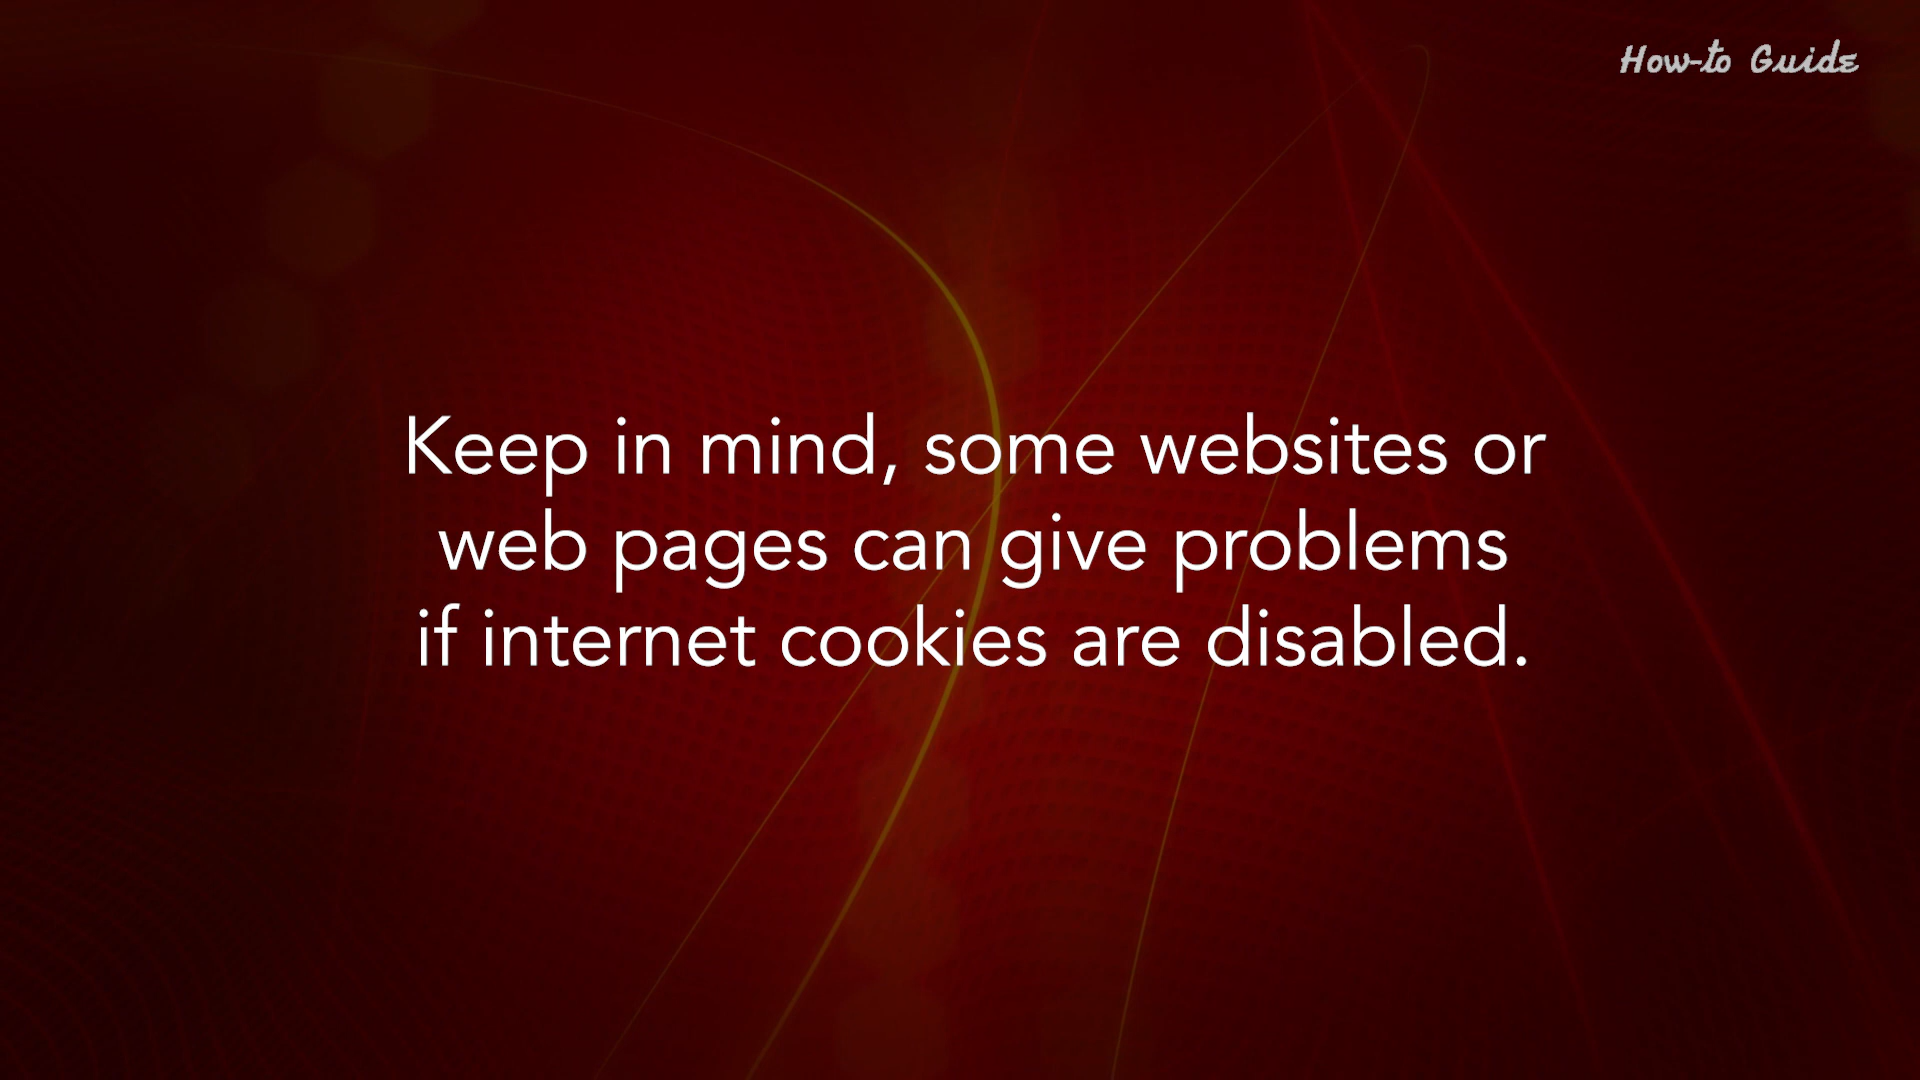 How-to Guide
Keep in mind, some websites or
web pages can give problems
if internet cookies are disabled.